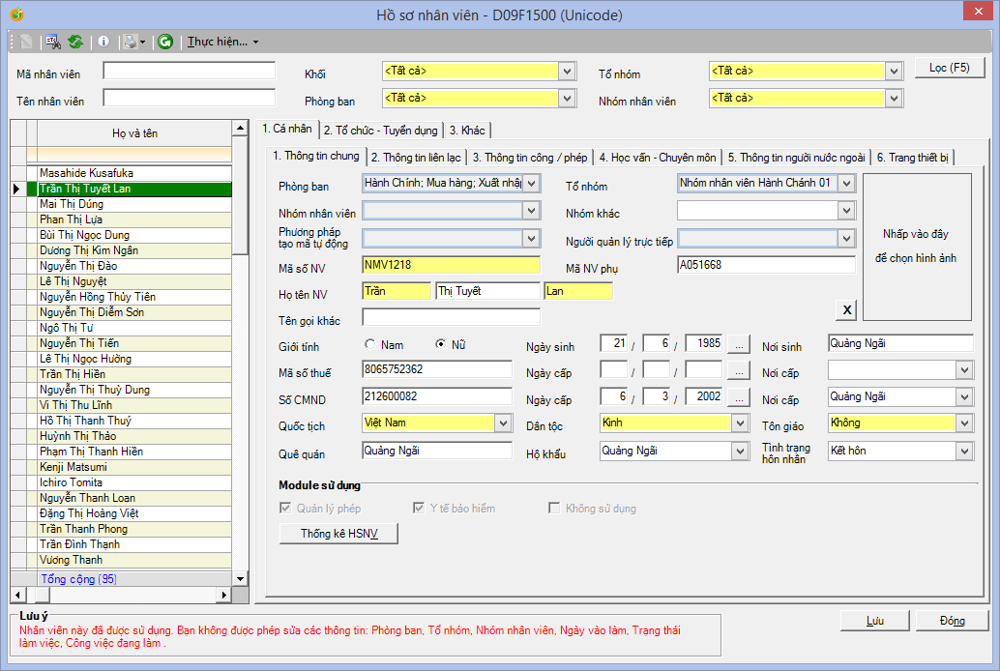 Hồ sơ nhân viên - D09F1500 (Unicode)
Thực hiện...
Mã nhân viên
Khối
<Tất cả>
Tổ nhóm
<Tất cả>
Lọc (F5)
Tên nhân viên
Phòng ban
<Tất cả>
Nhóm nhân viên
<Tất cả>
Họ và tên
Masahide Kusafuka
Trần Thị Tuyết Lan
Mai Thị Dúng
Phan Thị Lựa
Bùi Thị Ngọc Dung
Dương Thị Kim Ngân
Nguyễn Thị Đào
Lê Thị Nguyệt
Nguyễn Hồng Thủy Tiên
Nguyễn Thị Diễm Sơn
Ngô Thị Tư
Nguyễn Thị Tiến
Lê Thị Ngọc Hường
Trần Thị Hiền
Nguyễn Thị Thuỳ Dung
Vi Thị Thu Lĩnh
Hồ Thị Thanh Thuý
Huỳnh Thị Thảo
Phạm Thị Thanh Hiền
Kenji Matsumi
Ichiro Tomita
Nguyễn Thanh Loan
Đặng Thị Hoàng Việt
Trần Thanh Phong
Trần Đình Thạnh
Vương Thanh
Tổng cộng (95)
1. Cá nhân
2. Tổ chức - Tuyển dụng
3. Khác
1. Thông tin chung
2. Thông tin liên lạc
3. Thông tin công / phép
4. Học vấn - Chuyên môn
5. Thông tin người nước ngoài
6. Trang thiết bị
Phòng ban
Hành Chính; Mua hàng; Xuất nhập
Tổ nhóm
Nhóm nhân viên Hành Chánh 01
Nhóm nhân viên
Nhóm khác
Phương pháp
tạo mã tự động
Người quản lý trực tiếp
Nhấp vào đây
để chọn hình ảnh
Mã số NV
NMV1218
Mã NV phụ
A051668
Họ tên NV
Trần
Thị Tuyết
Lan
X
Tên gọi khác
Giới tính
Nam
Nữ
Ngày sinh
21 / 6 / 1985 ...
Nơi sinh
Quảng Ngãi
Mã số thuế
8065752362
Ngày cấp
/ / ...
Nơi cấp
Số CMND
212600082
Ngày cấp
6 / 3 / 2002 ...
Nơi cấp
Quảng Ngãi
Quốc tịch
Việt Nam
Dân tộc
Kinh
Tôn giáo
Không
Quê quán
Quảng Ngãi
Hộ khẩu
Quảng Ngãi
Tình trạng
hôn nhân
Kết hôn
Module sử dụng
Quản lý phép
Y tế bảo hiểm
Không sử dụng
Thống kê HSNV
Lưu ý
Nhân viên này đã được sử dụng. Bạn không được phép sửa các thông tin: Phòng ban, Tổ nhóm, Nhóm nhân viên, Ngày vào làm, Trạng thái
làm việc, Công việc đang làm .
Lưu
Đóng